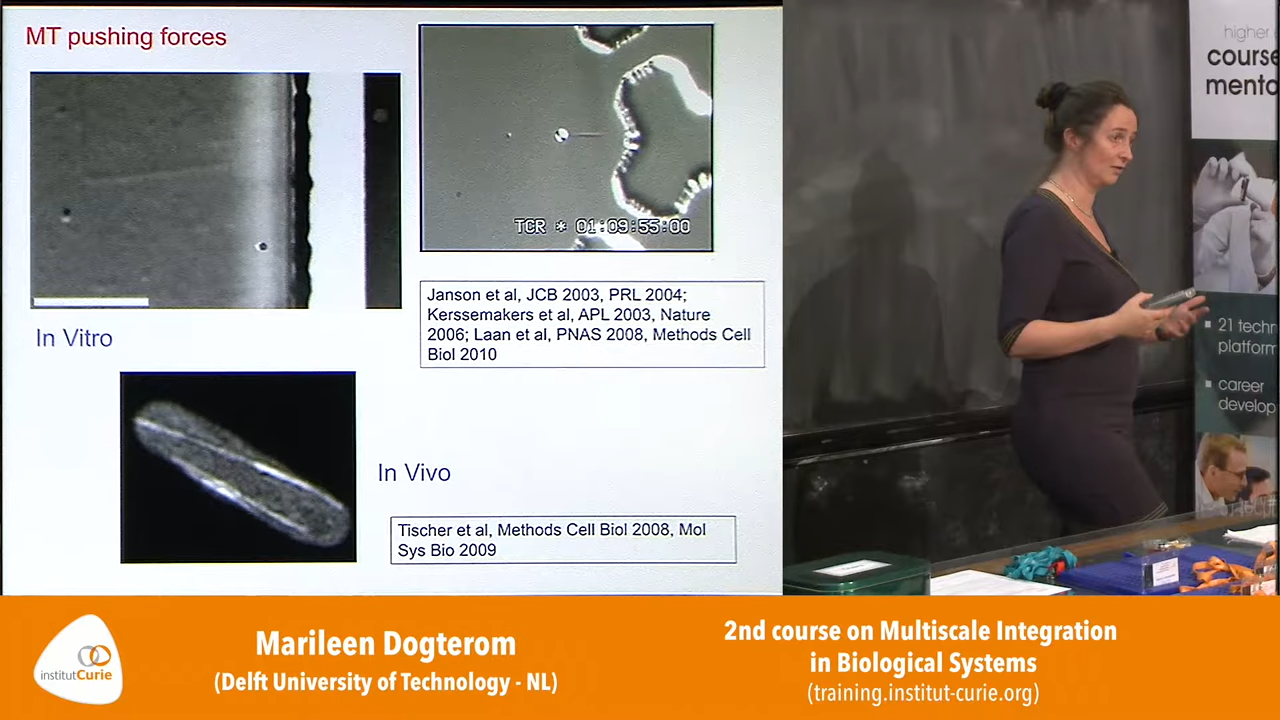 MT pushing forces
TCR * 01:09:55:00
Janson et al, JCB 2003, PRL 2004;
Kerssemakers et al, APL 2003, Nature
2006; Laan et al, PNAS 2008, Methods Cell
Biol 2010
In Vitro
In Vivo
Tischer et al, Methods Cell Biol 2008, Mol
Sys Bio 2009
higher
course
mento
21 techn
platform
career
develop
institutCurie
Marileen Dogterom
(Delft University of Technology - NL)
2nd course on Multiscale Integration
in Biological Systems
(training.institut-curie.org)